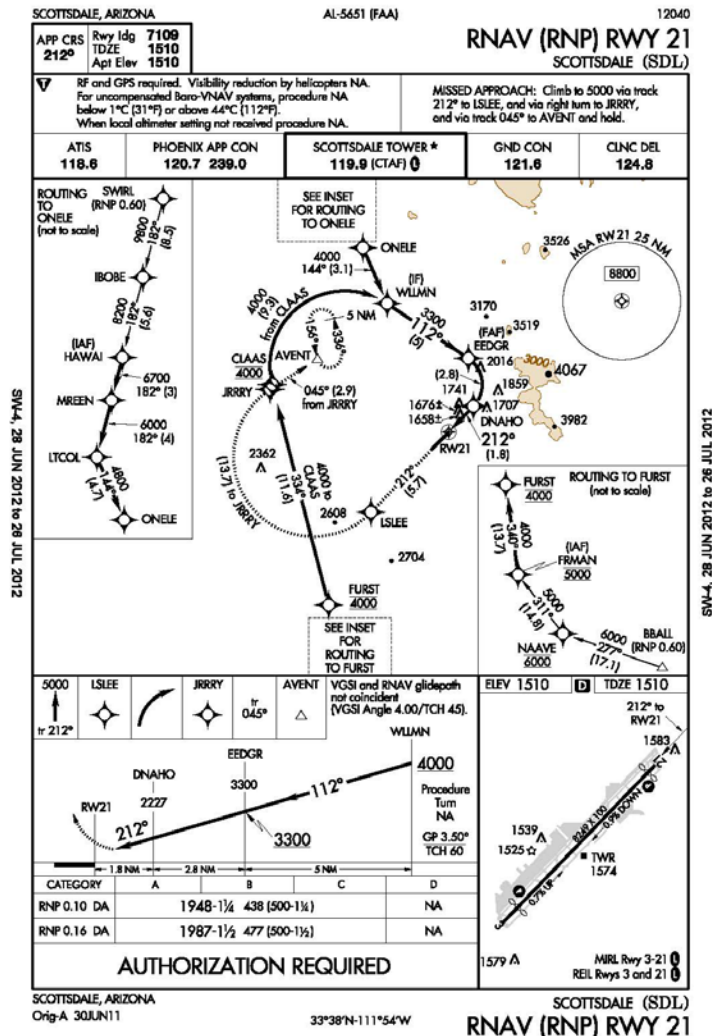 SCOTTSDALE, ARIZONA
AL-5651 (FAA)
12040
APP CRS
212°
Rwy ldg 7109
TDZE 1510
Apt Elev 1510
RNAV (RNP) RWY 21
SCOTTSDALE (SDL)
T
RF and GPS required. Visibility reduction by helicopters NA.
For uncompensated Baro-VNAV systems, procedure NA
below 1°C (31°F) or above 44°C (112°F).
When local altimeter setting not received procedure NA.
MISSED APPROACH: Climb to 5000 via track
212° to LSLEE, and via right turn to JRRRY,
and via track 045° to AVENT and hold.
ATIS
118.6
PHOENIX APP CON
120.7 239.0
SCOTTSDALE TOWER *
119.9 (CTAF) L
GND CON
121.6
CLNC DEL
124.8
ROUTING
TO
ONELE
(not to scale)
SWIRL
(RNP 0.60)
9800
182°
(8.5)
IBOBE
8200
182°
(5.6)
(IAF)
HAWAI
6700
182° (3)
MREEN
6000
182° (4)
LTCOL
4800
144°
(4.7)
ONELE
SEE INSET
FOR ROUTING
TO ONELE
ONELE
4000
144° (3.1)
(IF)
WLLMN
4000
(9.3)
from CLAAS
5 NM
156°
336°
AVENT
3300
112°
(5)
3170
3526
3519
(FAF)
EEDGR
2016
(2.8)
1859
3000
4067
3982
MSA RW21 25 NM
8800
CLAAS
4000
JRRRY
045° (2.9)
from JRRRY
1741
1676±
1658±
1707
DNAHO
212°
(1.8)
RW21
2362
(13.7) to JRRRY
4000 to
CLAAS
334°
(11.6)
212°
(5.7)
2608
LSLEE
2704
FURST
4000
SEE INSET
FOR
ROUTING
TO FURST
ROUTING TO FURST
(not to scale)
FURST
4000
4000
340°
(13.7)
(IAF)
FRMAN
5000
5000
311°
(14.8)
NAAVE
6000
6000
277°
(17.1)
BBALL
(RNP 0.60)
SW-4, 28 JUN 2012 to 26 JUL 2012
SW-4, 28 JUN 2012 to 26 JUL 2012
5000
tr 212°
LSLEE
JRRRY
tr
045°
AVENT
VGSI and RNAV glidepath
not coincident
(VGSI Angle 4.00/TCH 45).
WLLMN
4000
EEDGR
3300
DNAHO
2227
RW21
112°
212°
3300
Procedure
Turn
NA
GP 3.50°
TCH 60
1.8 NM
2.8 NM
5 NM
CATEGORY A B C D
RNP 0.10 DA 1948-1¼ 438 (500-1¼) NA
RNP 0.16 DA 1987-1½ 477 (500-1½) NA
AUTHORIZATION REQUIRED
ELEV 1510
D
TDZE 1510
212° to
RW21
1583
21
8249 X 100
0.9% DOWN
1539
1525
TWR
1574
0.7% UP
3
1579
MIRL Rwy 3-21 L
REIL Rwys 3 and 21 L
SCOTTSDALE, ARIZONA
Orig-A 30JUN11
33°38'N-111°54'W
SCOTTSDALE (SDL)
RNAV (RNP) RWY 21